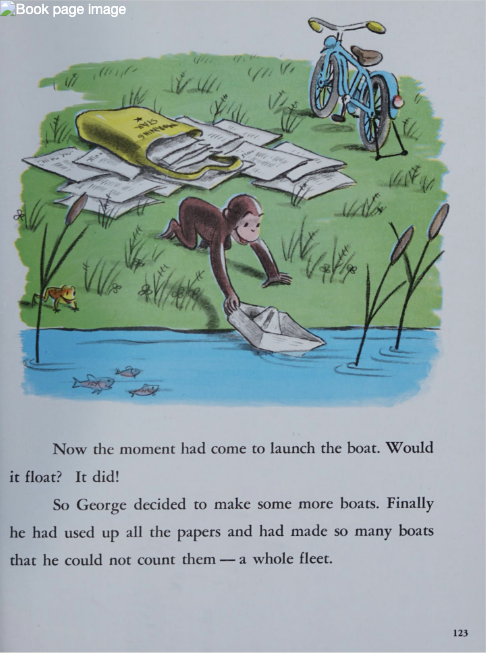 Book page image
MORNING
STAR
Now the moment had come to launch the boat. Would
it float? It did!
So George decided to make some more boats. Finally
he had used up all the papers and had made so many boats
that he could not count them — a whole fleet.
123